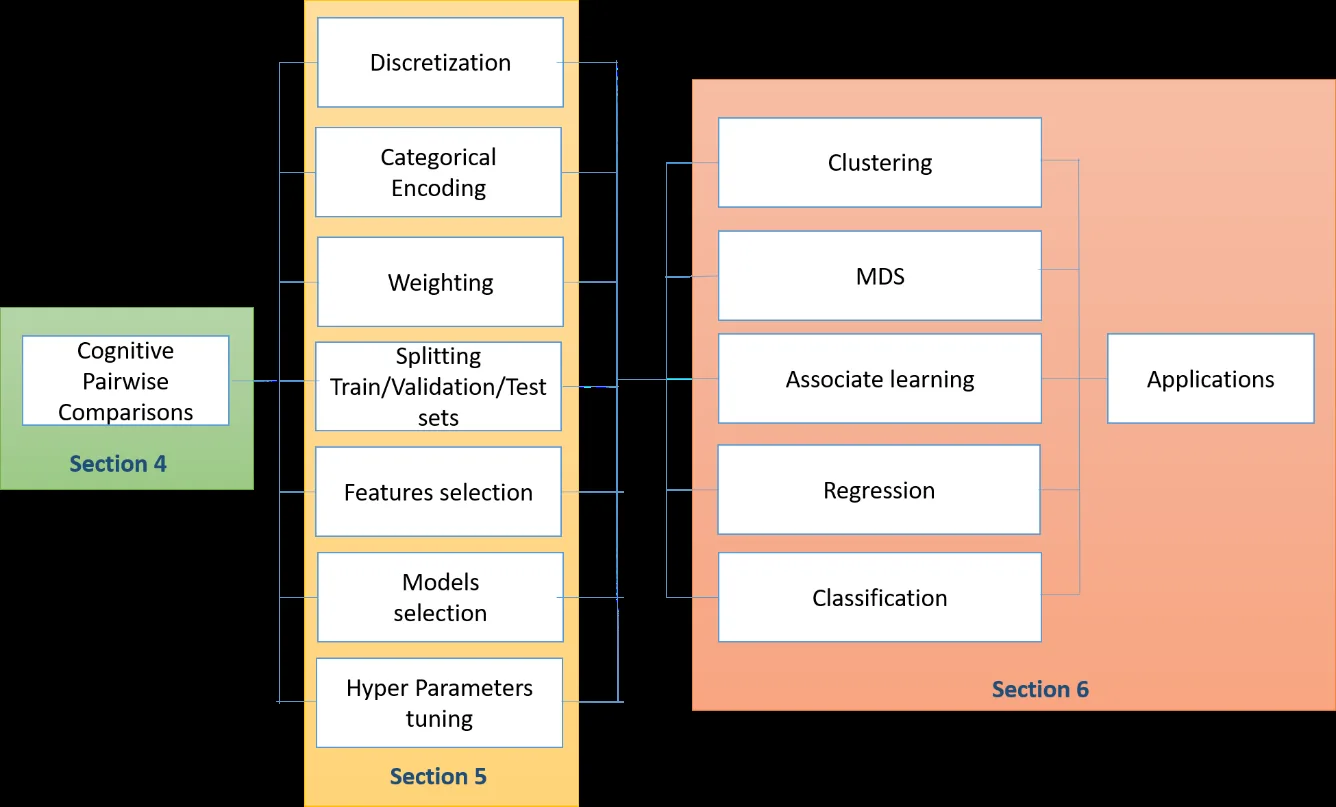 Cognitive
Pairwise
Comparisons
Section 4
Discretization
Categorical
Encoding
Weighting
Splitting
Train/Validation/Test
sets
Features selection
Models
selection
Hyper Parameters
tuning
Section 5
Clustering
MDS
Associate learning
Regression
Classification
Applications
Section 6